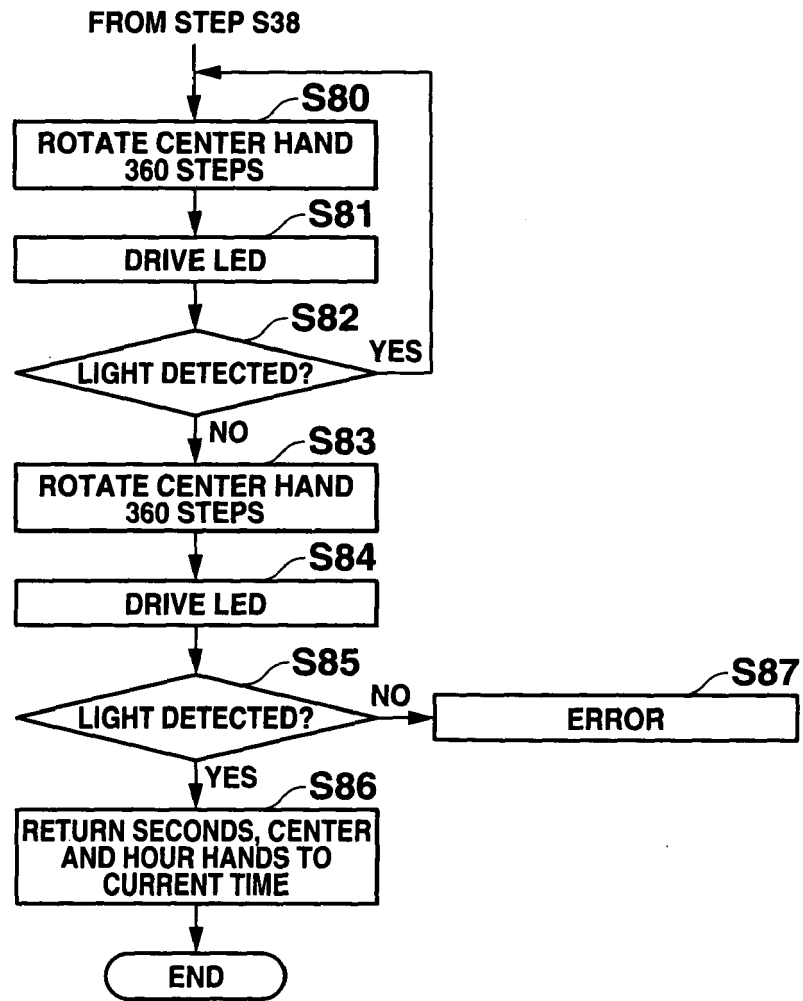 FROM STEP S38
S80
ROTATE CENTER HAND
360 STEPS
S81
DRIVE LED
S82
LIGHT DETECTED?
YES
NO
S83
ROTATE CENTER HAND
360 STEPS
S84
DRIVE LED
S85
LIGHT DETECTED?
NO
S87
ERROR
YES
S86
RETURN SECONDS, CENTER
AND HOUR HANDS TO
CURRENT TIME
END